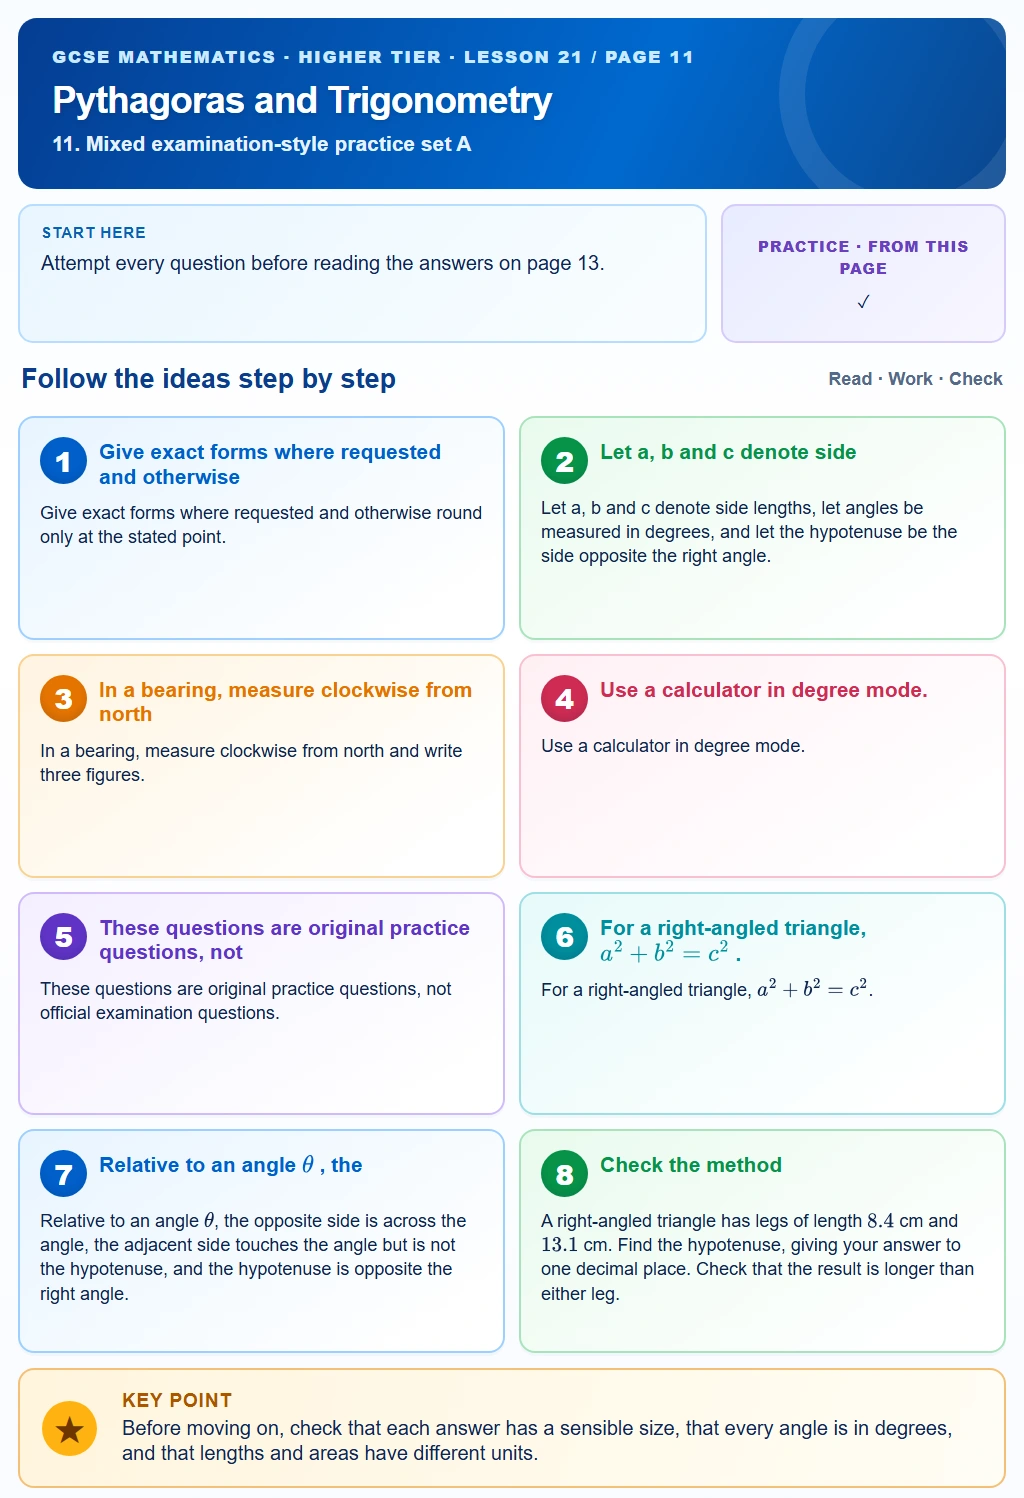 GCSE MATHEMATICS · HIGHER TIER · LESSON 21 / PAGE 11
Pythagoras and Trigonometry
11. Mixed examination-style practice set A
START HERE
Attempt every question before reading the answers on page 13.
PRACTICE · FROM THIS
PAGE
✓
Follow the ideas step by step
Read · Work · Check
1
Give exact forms where requested
and otherwise
Give exact forms where requested and otherwise round
only at the stated point.
2
Let a, b and c denote side
Let a, b and c denote side lengths, let angles be
measured in degrees, and let the hypotenuse be the
side opposite the right angle.
3
In a bearing, measure clockwise from
north
In a bearing, measure clockwise from north and write
three figures.
4
Use a calculator in degree mode.
Use a calculator in degree mode.
5
These questions are original practice
questions, not
These questions are original practice questions, not
official examination questions.
6
For a right-angled triangle,
a² + b² = c² .
For a right-angled triangle, a² + b² = c².
7
Relative to an angle θ , the
Relative to an angle θ, the opposite side is across the
angle, the adjacent side touches the angle but is not
the hypotenuse, and the hypotenuse is opposite the
right angle.
8
Check the method
A right-angled triangle has legs of length 8.4 cm and
13.1 cm. Find the hypotenuse, giving your answer to
one decimal place. Check that the result is longer than
either leg.
KEY POINT
Before moving on, check that each answer has a sensible size, that every angle is in degrees,
and that lengths and areas have different units.